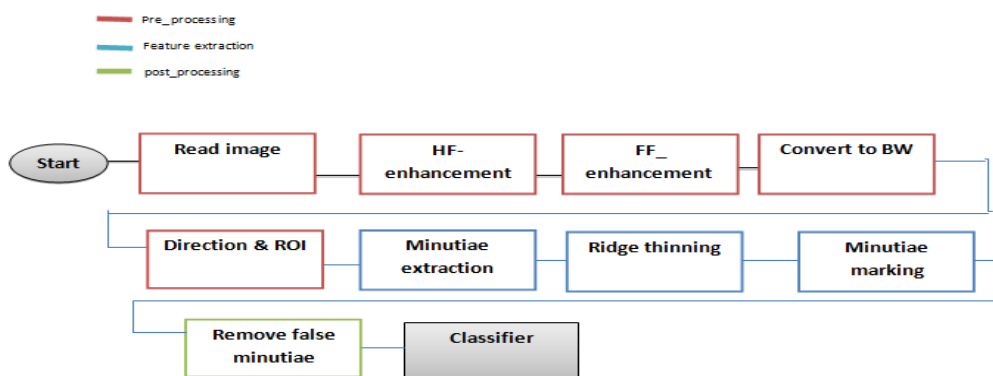 Pre_processing
Feature extraction
post_processing
Start
Read image
HF-
enhancement
FF_
enhancement
Convert to BW
Direction & ROI
Minutiae
extraction
Ridge thinning
Minutiae
marking
Remove false
minutiae
Classifier